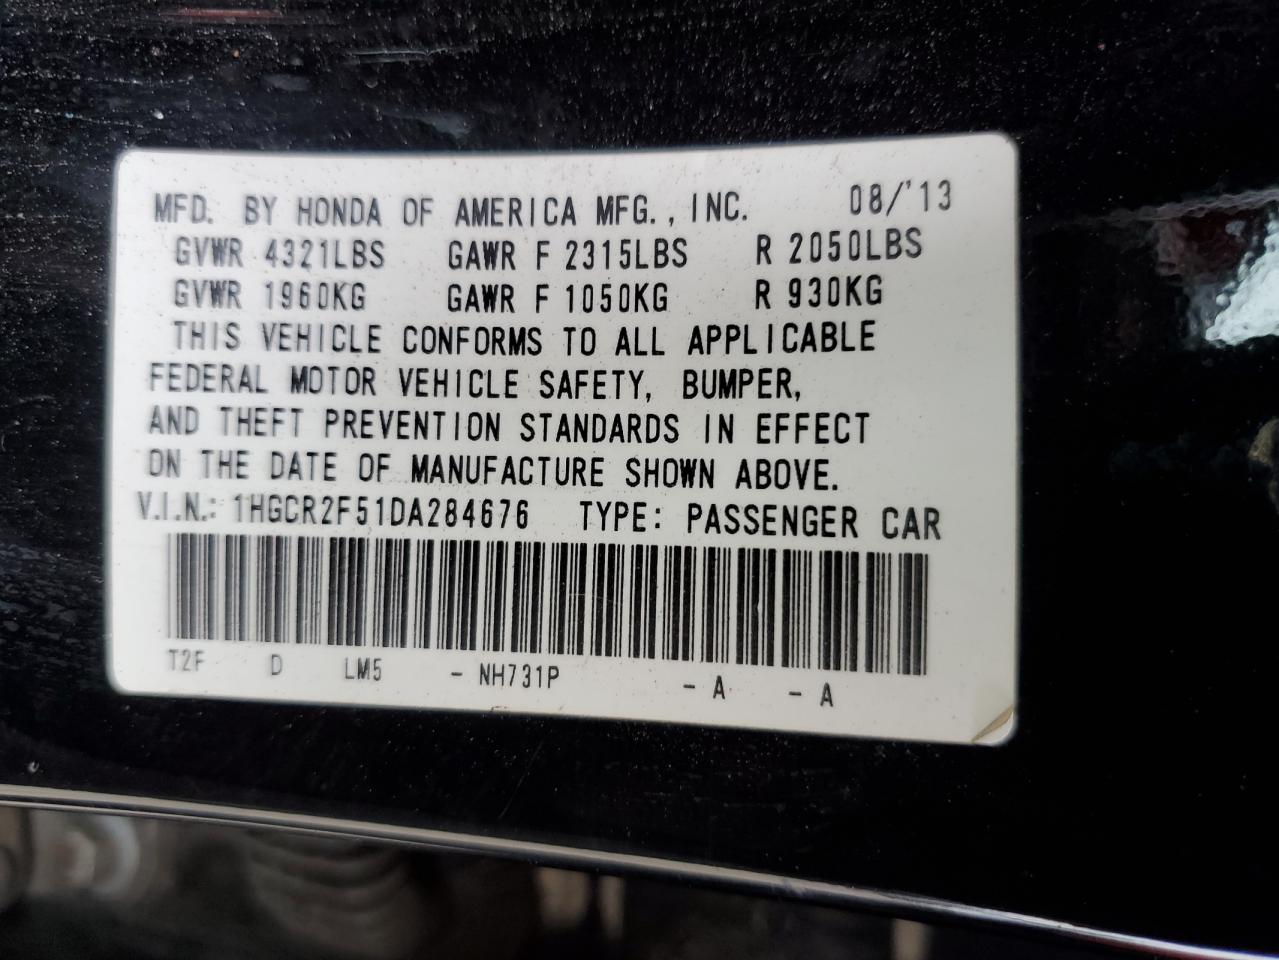 MFD. BY HONDA OF AMERICA MFG., INC. 08/'13
GVWR 4321LBS GAWR F 2315LBS R 2050LBS
GVWR 1960KG GAWR F 1050KG R 930KG
THIS VEHICLE CONFORMS TO ALL APPLICABLE
FEDERAL MOTOR VEHICLE SAFETY, BUMPER,
AND THEFT PREVENTION STANDARDS IN EFFECT
ON THE DATE OF MANUFACTURE SHOWN ABOVE.
V.I.N.: 1HGCR2F51DA284676 TYPE: PASSENGER CAR
T2F D LM5 - NH731P - A - A